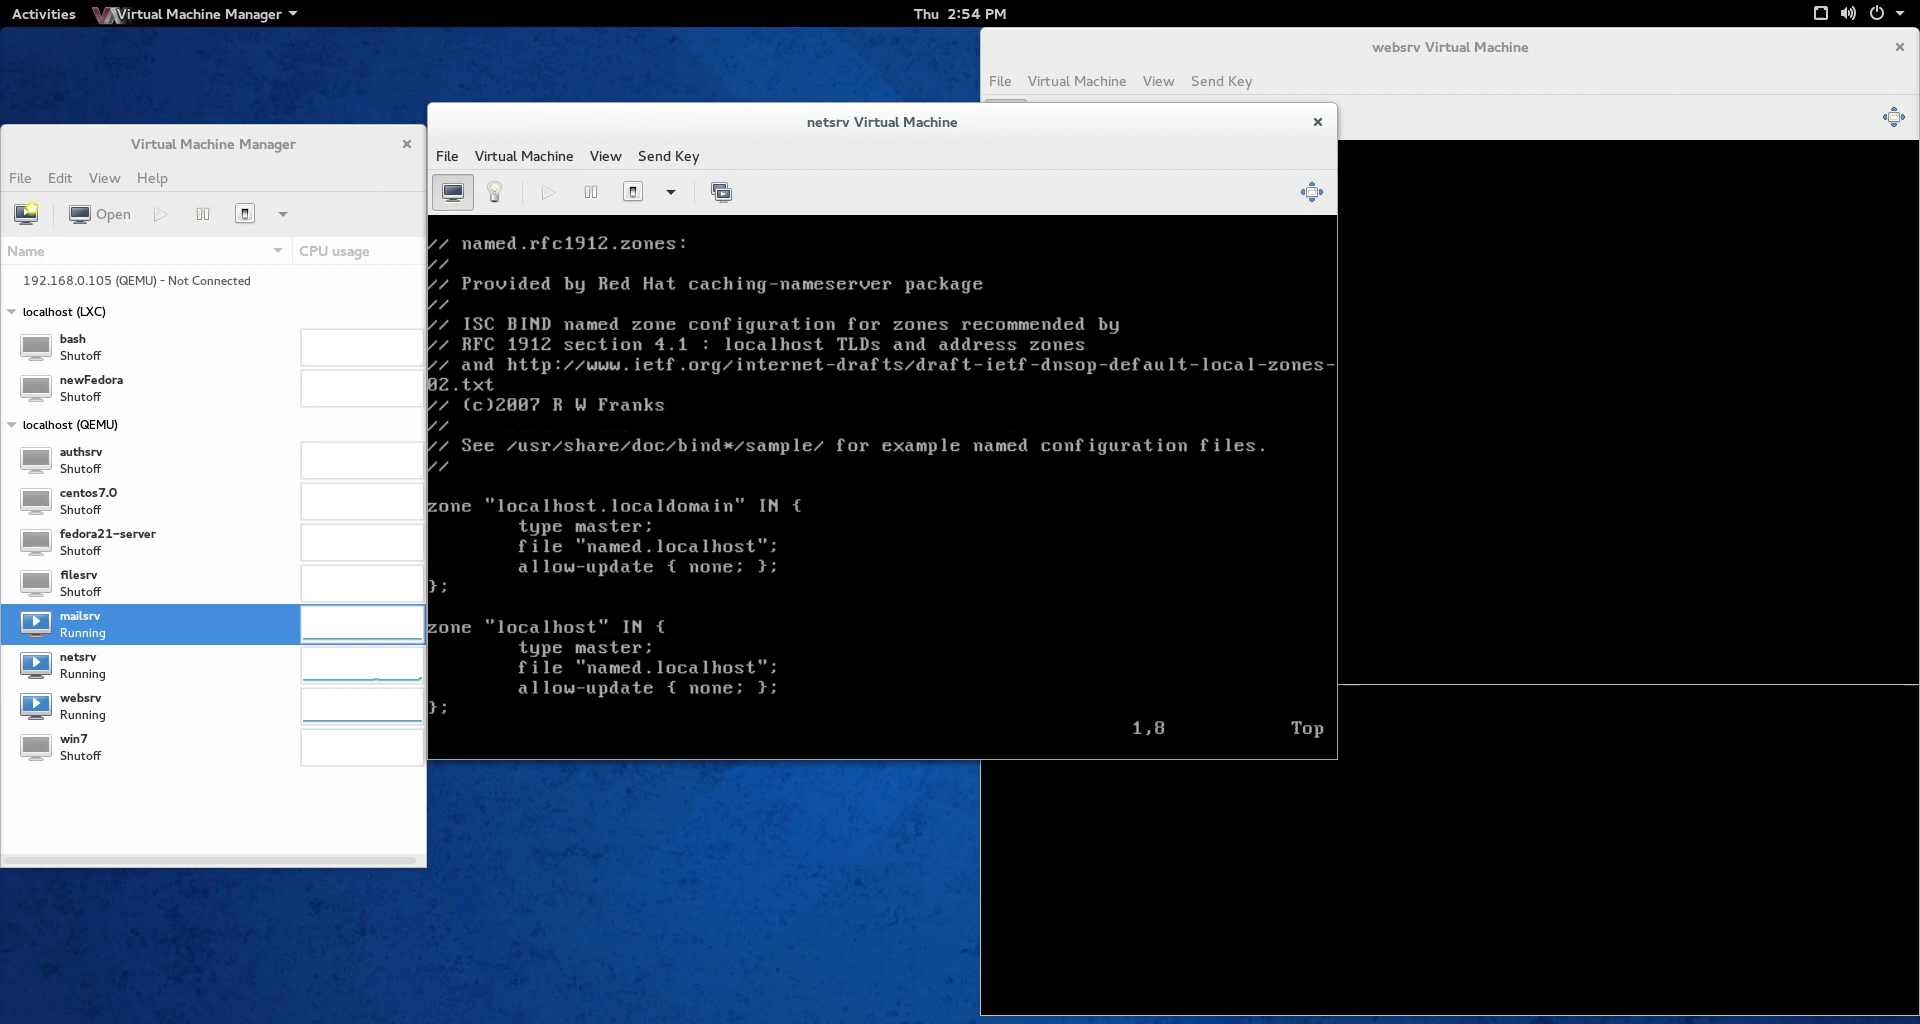 Activities
Virtual Machine Manager
Thu 2:54 PM
websrv Virtual Machine
File Virtual Machine View Send Key
netsrv Virtual Machine
File Virtual Machine View Send Key
Virtual Machine Manager
File Edit View Help
Open
Name CPU usage
192.168.0.105 (QEMU) - Not Connected
localhost (LXC)
bash
Shutoff
newFedora
Shutoff
localhost (QEMU)
authsrv
Shutoff
centos7.0
Shutoff
fedora21-server
Shutoff
filesrv
Shutoff
mailsrv
Running
netsrv
Running
websrv
Running
win7
Shutoff
// named.rfc1912.zones:
//
// Provided by Red Hat caching-nameserver package
//
// ISC BIND named zone configuration for zones recommended by
// RFC 1912 section 4.1 : localhost TLDs and address zones
// and http://www.ietf.org/internet-drafts/draft-ietf-dnsop-default-local-zones-
02.txt
// (c)2007 R W Franks
//
// See /usr/share/doc/bind*/sample/ for example named configuration files.
//
zone "localhost.localdomain" IN {
type master;
file "named.localhost";
allow-update { none; };
};
zone "localhost" IN {
type master;
file "named.localhost";
allow-update { none; };
};
1,8 Top